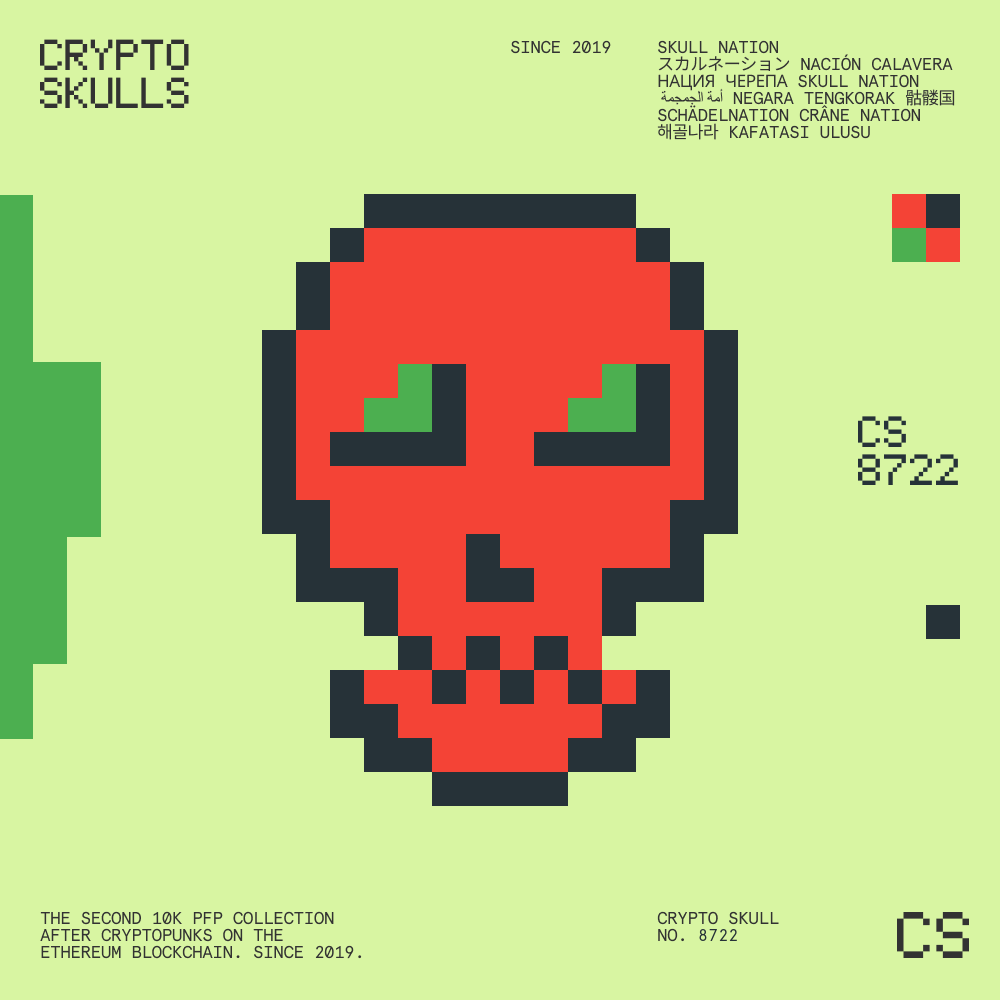 CRYPTO
SKULLS
SINCE 2019
SKULL NATION
スカルネーション NACIÓN CALAVERA
НАЦИЯ ЧЕРЕПА SKULL NATION
أمة الجمجمة NEGARA TENGKORAK 骷髅国
SCHÄDELNATION CRÂNE NATION
해골나라 KAFATASI ULUSU
CS
8722
THE SECOND 10K PFP COLLECTION
AFTER CRYPTOPUNKS ON THE
ETHEREUM BLOCKCHAIN. SINCE 2019.
CRYPTO SKULL
NO. 8722
CS